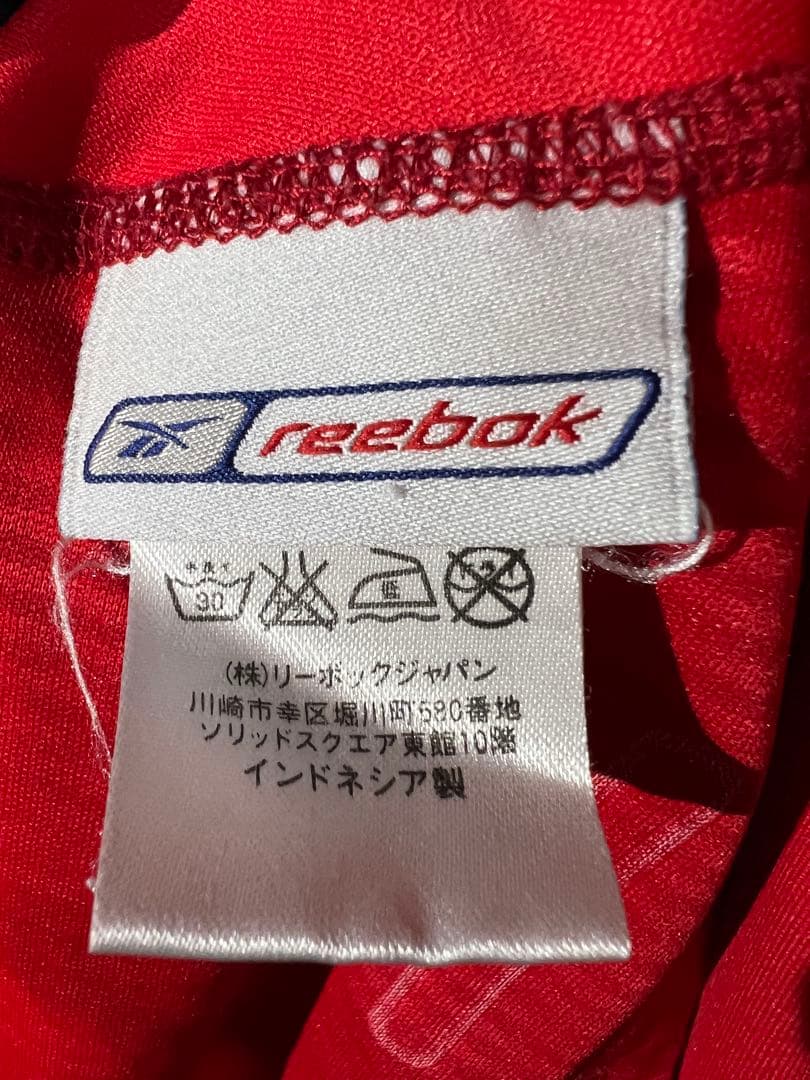 reebok
30
(株)リーボックジャパン
川崎市幸区堀川町580番地
ソリッドスクエア東館10階
インドネシア製